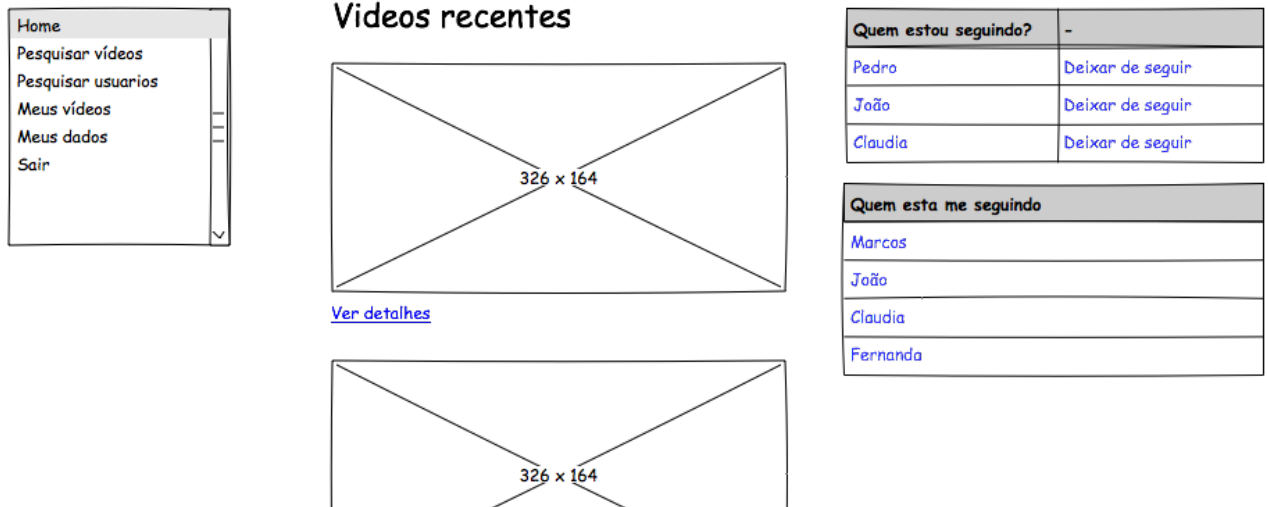 Home
Pesquisar vídeos
Pesquisar usuarios
Meus vídeos
Meus dados
Sair
Videos recentes
326 x 164
Ver detalhes
326 x 164
Quem estou seguindo? -
Pedro Deixar de seguir
João Deixar de seguir
Claudia Deixar de seguir
Quem esta me seguindo
Marcos
João
Claudia
Fernanda